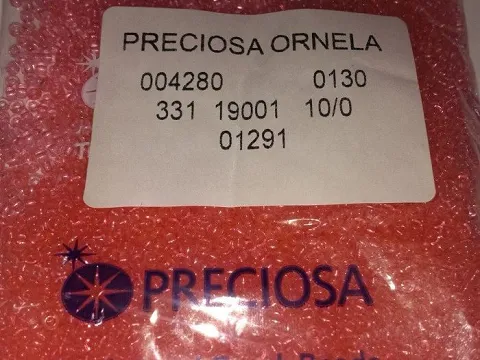 PRECIOSA ORNELA
004280 0130
331 19001 10/0
01291
PRECIOSA